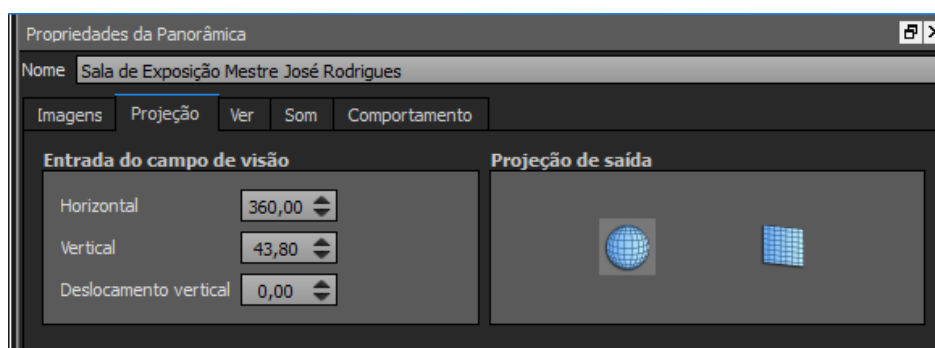 Propriedades da Panorâmica
Nome Sala de Exposição Mestre José Rodrigues
Imagens Projeção Ver Som Comportamento
Entrada do campo de visão Projeção de saída
Horizontal 360,00
Vertical 43,80
Deslocamento vertical 0,00